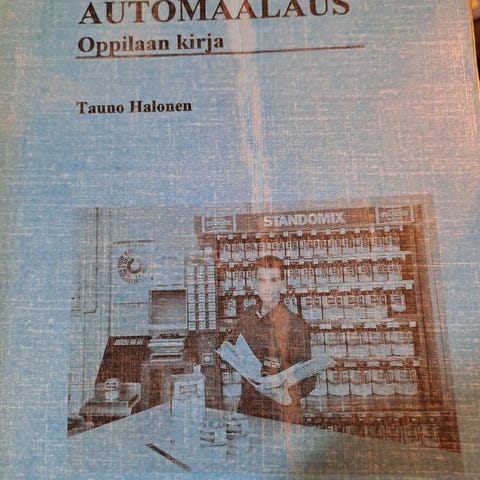 AUTOMAALAUS
Oppilaan kirja
Tauno Halonen
STANDOMIX